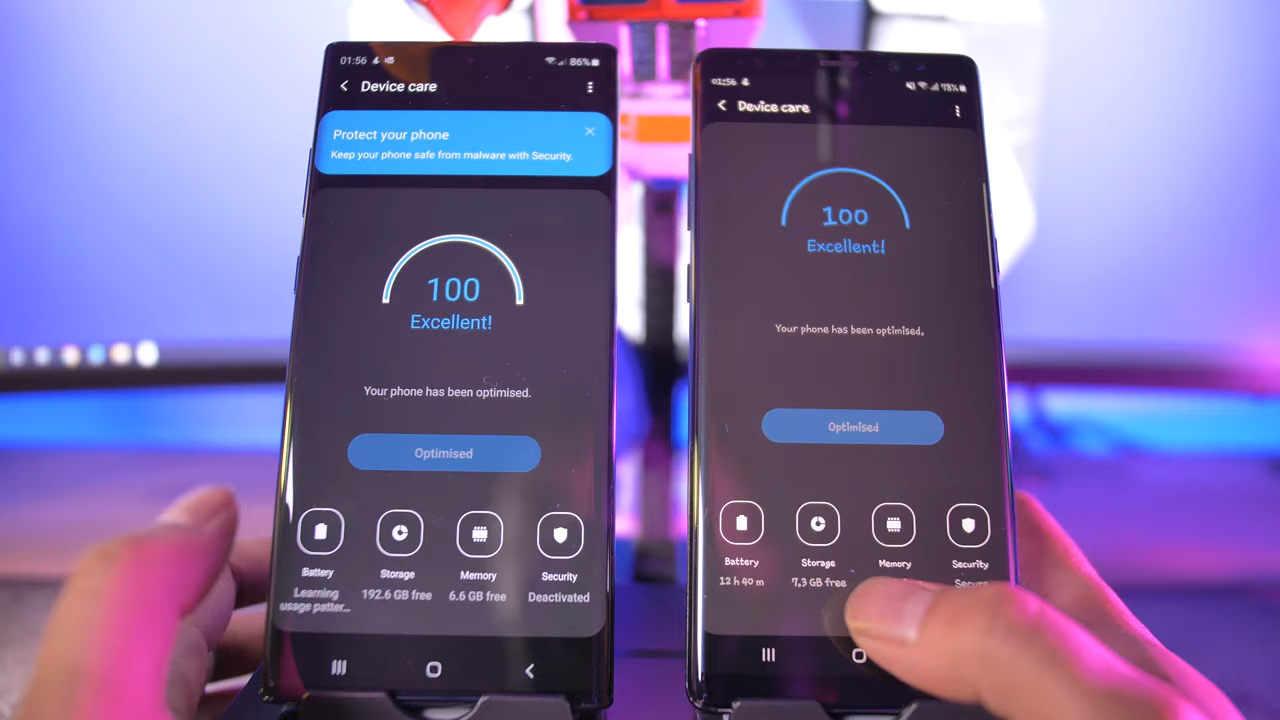 01:56
86%
Device care
Protect your phone
Keep your phone safe from malware with Security.
100
Excellent!
Your phone has been optimised.
Optimised
Battery
Storage
Memory
Security
Learning
usage patter...
192.6 GB free
6.6 GB free
Deactivated
01:56
78%
Device care
100
Excellent!
Your phone has been optimised.
Optimised
Battery
Storage
Memory
Security
12 h 40 m
7.3 GB free